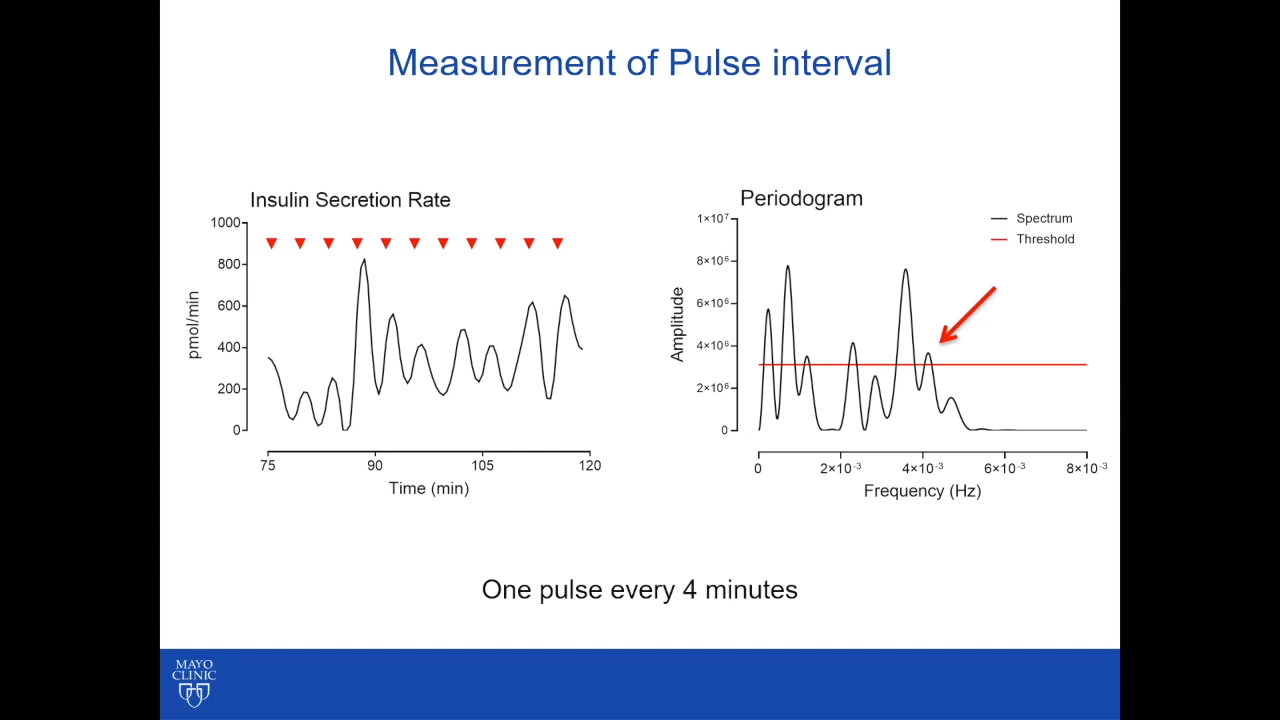 Measurement of Pulse interval
Insulin Secretion Rate
1000
800
600
400
200
0
pmol/min
75
90
105
120
Time (min)
Periodogram
Spectrum
Threshold
1×10⁷
8×10⁶
6×10⁶
4×10⁶
2×10⁶
0
Amplitude
0
2×10⁻³
4×10⁻³
6×10⁻³
8×10⁻³
Frequency (Hz)
One pulse every 4 minutes
MAYO
CLINIC